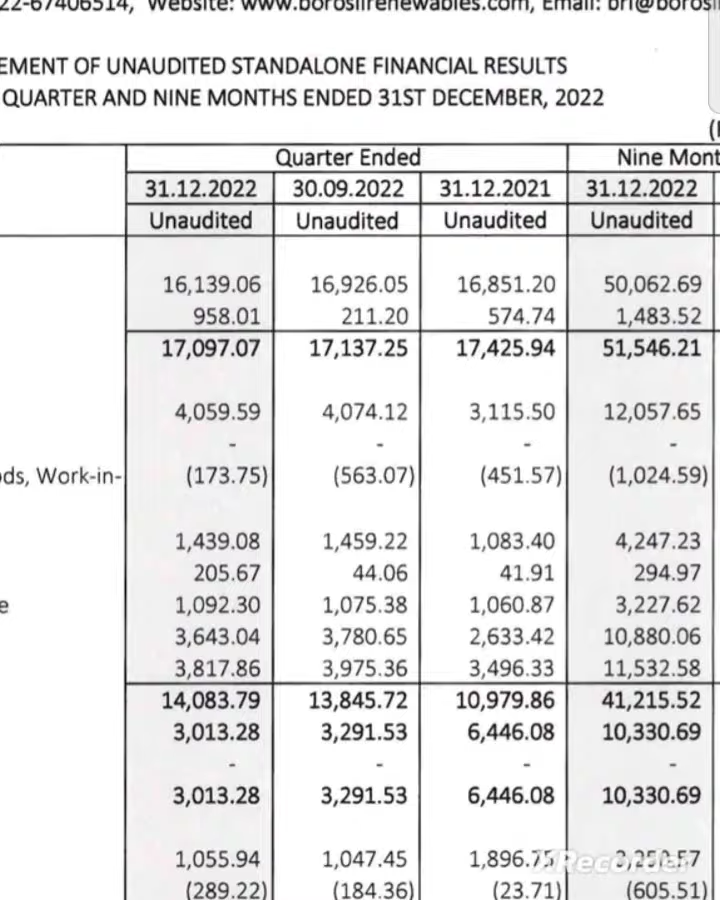 22-67406514, Website: www.borosilrenewables.com, Email: brl@borosil
EMENT OF UNAUDITED STANDALONE FINANCIAL RESULTS
QUARTER AND NINE MONTHS ENDED 31ST DECEMBER, 2022
Quarter Ended Nine Mont
31.12.2022 30.09.2022 31.12.2021 31.12.2022
Unaudited Unaudited Unaudited Unaudited
16,139.06 16,926.05 16,851.20 50,062.69
958.01 211.20 574.74 1,483.52
17,097.07 17,137.25 17,425.94 51,546.21
4,059.59 4,074.12 3,115.50 12,057.65
- - - -
ods, Work-in- (173.75) (563.07) (451.57) (1,024.59)
1,439.08 1,459.22 1,083.40 4,247.23
205.67 44.06 41.91 294.97
e 1,092.30 1,075.38 1,060.87 3,227.62
3,643.04 3,780.65 2,633.42 10,880.06
3,817.86 3,975.36 3,496.33 11,532.58
14,083.79 13,845.72 10,979.86 41,215.52
3,013.28 3,291.53 6,446.08 10,330.69
- - - -
3,013.28 3,291.53 6,446.08 10,330.69
1,055.94 1,047.45 1,896.75
XRecorder
(289.22) (184.36) (23.71) (605.51)